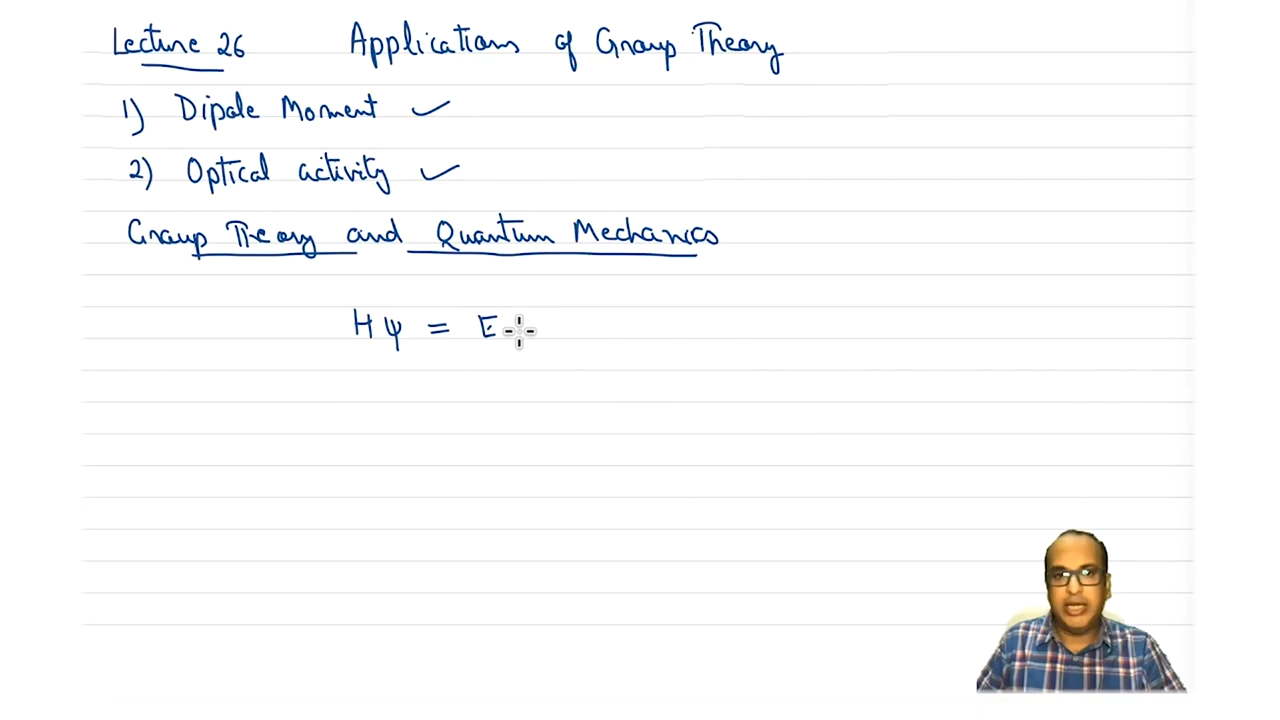 Lecture 26 Applications of Group Theory
1) Dipole Moment ✓
2) Optical activity ✓
Group Theory and Quantum Mechanics
Hψ = E